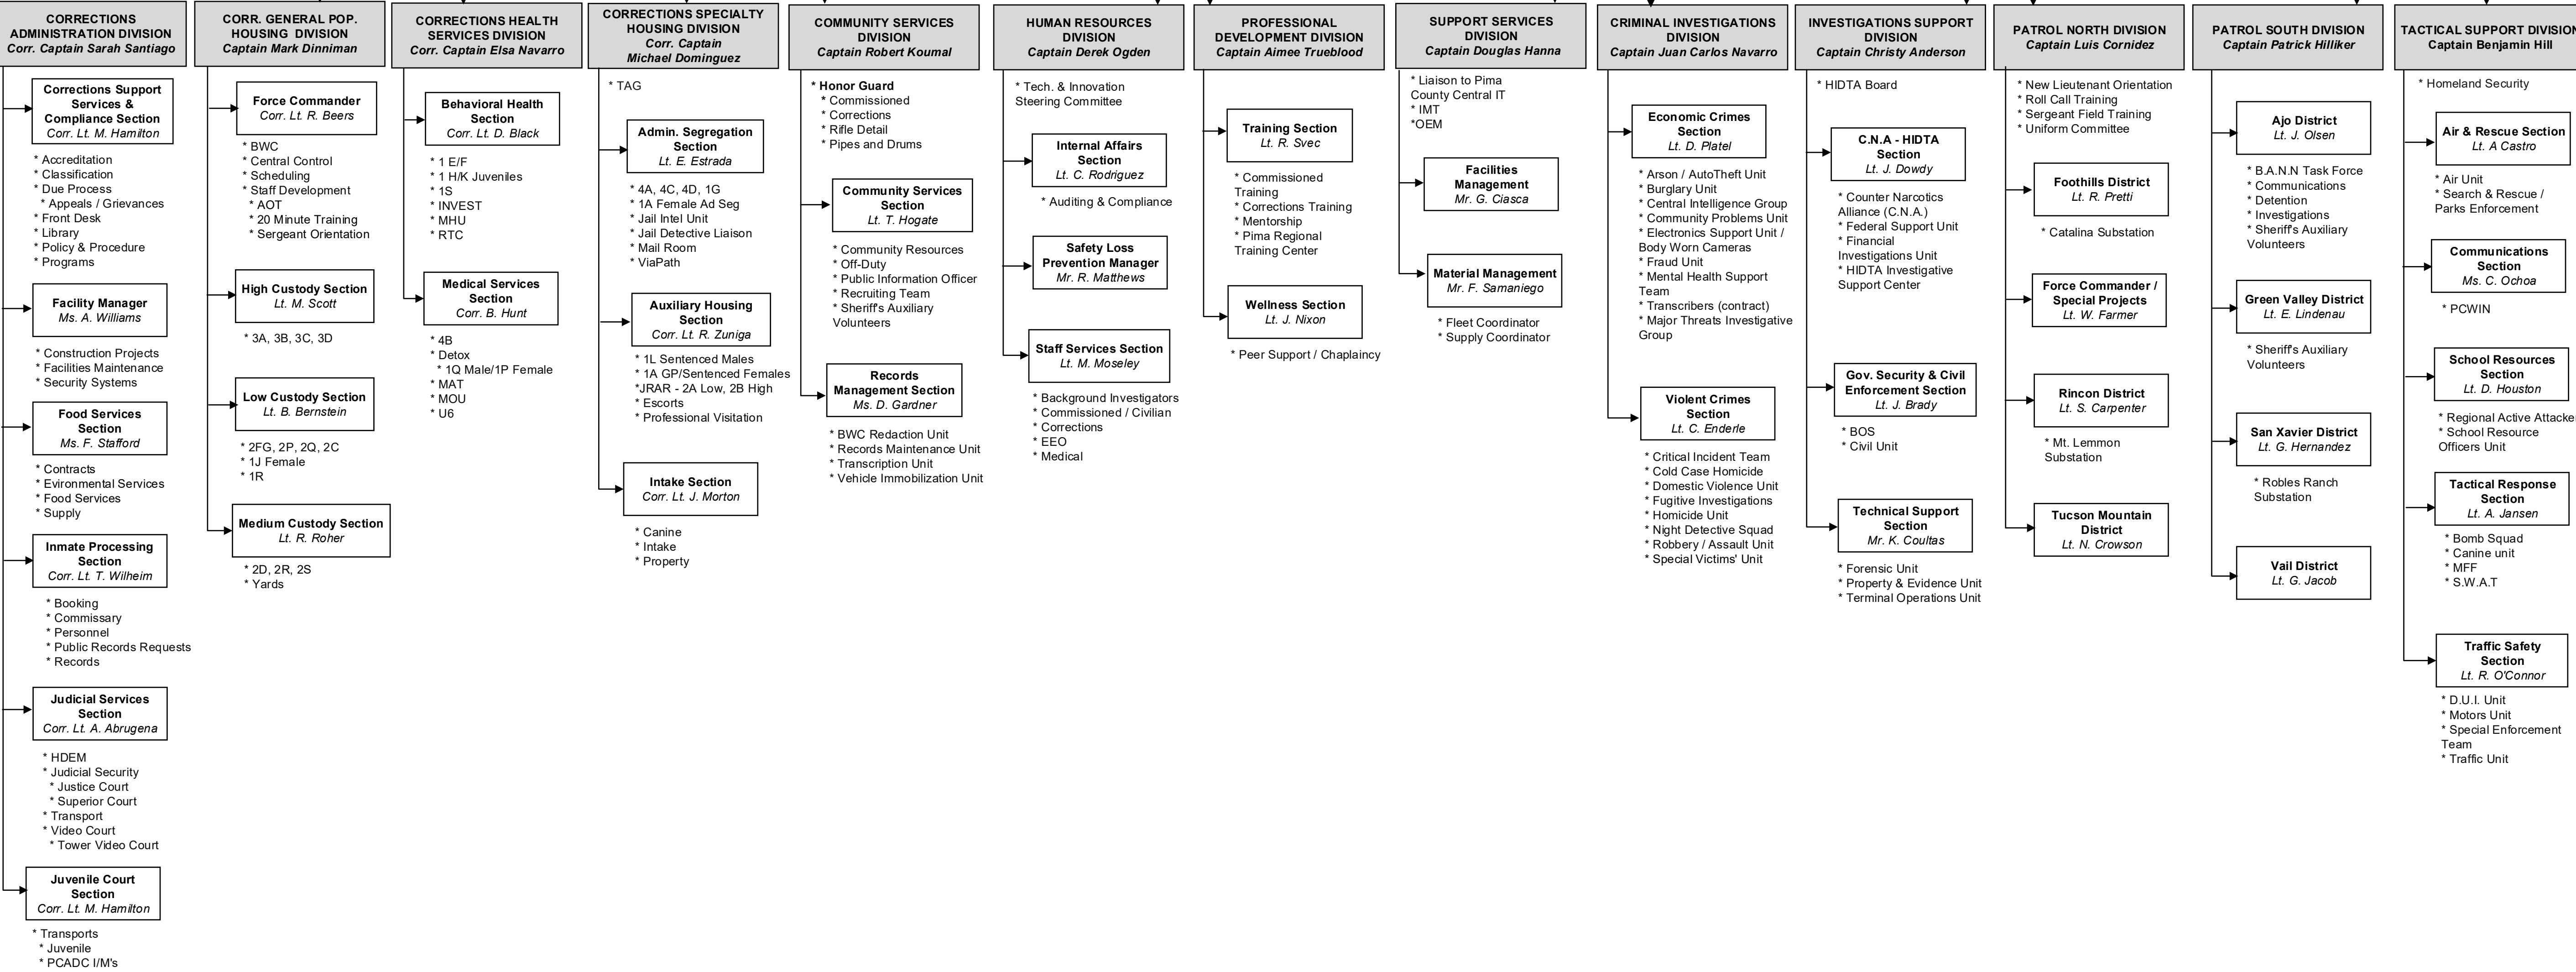 CORRECTIONS
ADMINISTRATION DIVISION
Corr. Captain Sarah Santiago
Corrections Support
Services &
Compliance Section
Corr. Lt. M. Hamilton
* Accreditation
* Classification
* Due Process
* Appeals / Grievances
* Front Desk
* Library
* Policy & Procedure
* Programs
Facility Manager
Ms. A. Williams
* Construction Projects
* Facilities Maintenance
* Security Systems
Food Services
Section
Ms. F. Stafford
* Contracts
* Evironmental Services
* Food Services
* Supply
Inmate Processing
Section
Corr. Lt. T. Wilheim
* Booking
* Commissary
* Personnel
* Public Records Requests
* Records
Judicial Services
Section
Corr. Lt. A. Abrugena
* HDEM
* Judicial Security
* Justice Court
* Superior Court
* Transport
* Video Court
* Tower Video Court
Juvenile Court
Section
Corr. Lt. M. Hamilton
* Transports
* Juvenile
* PCADC I/M's
CORR. GENERAL POP.
HOUSING DIVISION
Captain Mark Dinniman
Force Commander
Corr. Lt. R. Beers
* BWC
* Central Control
* Scheduling
* Staff Development
* AOT
* 20 Minute Training
* Sergeant Orientation
High Custody Section
Lt. M. Scott
* 3A, 3B, 3C, 3D
Low Custody Section
Lt. B. Bernstein
* 2FG, 2P, 2Q, 2C
* 1J Female
* 1R
Medium Custody Section
Lt. R. Roher
* 2D, 2R, 2S
* Yards
CORRECTIONS HEALTH
SERVICES DIVISION
Corr. Captain Elsa Navarro
Behavioral Health
Section
Corr. Lt. D. Black
* 1 E/F
* 1 H/K Juveniles
* 1S
* INVEST
* MHU
* RTC
Medical Services
Section
Corr. B. Hunt
* 4B
* Detox
* 1Q Male/1P Female
* MAT
* MOU
* U6
CORRECTIONS SPECIALTY
HOUSING DIVISION
Corr. Captain
Michael Dominguez
* TAG
Admin. Segregation
Section
Lt. E. Estrada
* 4A, 4C, 4D, 1G
* 1A Female Ad Seg
* Jail Intel Unit
* Jail Detective Liaison
* Mail Room
* ViaPath
Auxiliary Housing
Section
Corr. Lt. R. Zuniga
* 1L Sentenced Males
* 1A GP/Sentenced Females
*JRAR - 2A Low, 2B High
* Escorts
* Professional Visitation
Intake Section
Corr. Lt. J. Morton
* Canine
* Intake
* Property
COMMUNITY SERVICES
DIVISION
Captain Robert Koumal
* Honor Guard
* Commissioned
* Corrections
* Rifle Detail
* Pipes and Drums
Community Services
Section
Lt. T. Hogate
* Community Resources
* Off-Duty
* Public Information Officer
* Recruiting Team
* Sheriff's Auxiliary
Volunteers
Records
Management Section
Ms. D. Gardner
* BWC Redaction Unit
* Records Maintenance Unit
* Transcription Unit
* Vehicle Immobilization Unit
HUMAN RESOURCES
DIVISION
Captain Derek Ogden
* Tech. & Innovation
Steering Committee
Internal Affairs
Section
Lt. C. Rodriguez
* Auditing & Compliance
Safety Loss
Prevention Manager
Mr. R. Matthews
Staff Services Section
Lt. M. Moseley
* Background Investigators
* Commissioned / Civilian
* Corrections
* EEO
* Medical
PROFESSIONAL
DEVELOPMENT DIVISION
Captain Aimee Trueblood
Training Section
Lt. R. Svec
* Commissioned
Training
* Corrections Training
* Mentorship
* Pima Regional
Training Center
Wellness Section
Lt. J. Nixon
* Peer Support / Chaplaincy
SUPPORT SERVICES
DIVISION
Captain Douglas Hanna
* Liaison to Pima
County Central IT
* IMT
*OEM
Facilities
Management
Mr. G. Ciasca
Material Management
Mr. F. Samaniego
* Fleet Coordinator
* Supply Coordinator
CRIMINAL INVESTIGATIONS
DIVISION
Captain Juan Carlos Navarro
Economic Crimes
Section
Lt. D. Platel
* Arson / AutoTheft Unit
* Burglary Unit
* Central Intelligence Group
* Community Problems Unit
* Electronics Support Unit /
Body Worn Cameras
* Fraud Unit
* Mental Health Support
Team
* Transcribers (contract)
* Major Threats Investigative
Group
Violent Crimes
Section
Lt. C. Enderle
* Critical Incident Team
* Cold Case Homicide
* Domestic Violence Unit
* Fugitive Investigations
* Homicide Unit
* Night Detective Squad
* Robbery / Assault Unit
* Special Victims' Unit
INVESTIGATIONS SUPPORT
DIVISION
Captain Christy Anderson
* HIDTA Board
C.N.A - HIDTA
Section
Lt. J. Dowdy
* Counter Narcotics
Alliance (C.N.A.)
* Federal Support Unit
* Financial
Investigations Unit
* HIDTA Investigative
Support Center
Gov. Security & Civil
Enforcement Section
Lt. J. Brady
* BOS
* Civil Unit
Technical Support
Section
Mr. K. Coultas
* Forensic Unit
* Property & Evidence Unit
* Terminal Operations Unit
PATROL NORTH DIVISION
Captain Luis Cornidez
* New Lieutenant Orientation
* Roll Call Training
* Sergeant Field Training
* Uniform Committee
Foothills District
Lt. R. Pretti
* Catalina Substation
Force Commander /
Special Projects
Lt. W. Farmer
Rincon District
Lt. S. Carpenter
* Mt. Lemmon
Substation
Tucson Mountain
District
Lt. N. Crowson
PATROL SOUTH DIVISION
Captain Patrick Hilliker
Ajo District
Lt. J. Olsen
* B.A.N.N Task Force
* Communications
* Detention
* Investigations
* Sheriff's Auxiliary
Volunteers
Green Valley District
Lt. E. Lindenau
* Sheriff's Auxiliary
Volunteers
San Xavier District
Lt. G. Hernandez
* Robles Ranch
Substation
Vail District
Lt. G. Jacob
TACTICAL SUPPORT DIVISION
Captain Benjamin Hill
* Homeland Security
Air & Rescue Section
Lt. A Castro
* Air Unit
* Search & Rescue /
Parks Enforcement
Communications
Section
Ms. C. Ochoa
* PCWIN
School Resources
Section
Lt. D. Houston
* Regional Active Attacke
* School Resource
Officers Unit
Tactical Response
Section
Lt. A. Jansen
* Bomb Squad
* Canine unit
* MFF
* S.W.A.T
Traffic Safety
Section
Lt. R. O'Connor
* D.U.I. Unit
* Motors Unit
* Special Enforcement
Team
* Traffic Unit